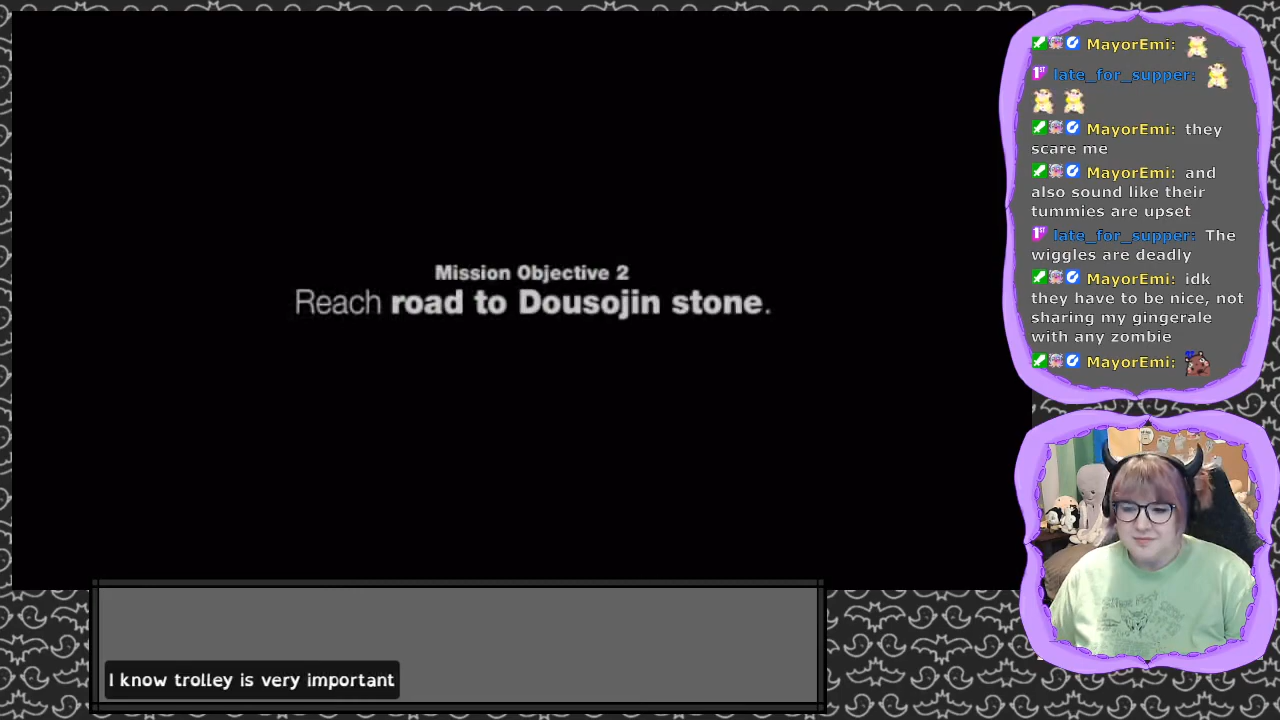 Mission Objective 2
Reach road to Dousojin stone.
MayorEmi:
late_for_supper:
MayorEmi: they
scare me
MayorEmi: and
also sound like their
tummies are upset
late_for_supper: The
wiggles are deadly
MayorEmi: idk
they have to be nice, not
sharing my gingerale
with any zombie
MayorEmi:
I know trolley is very important